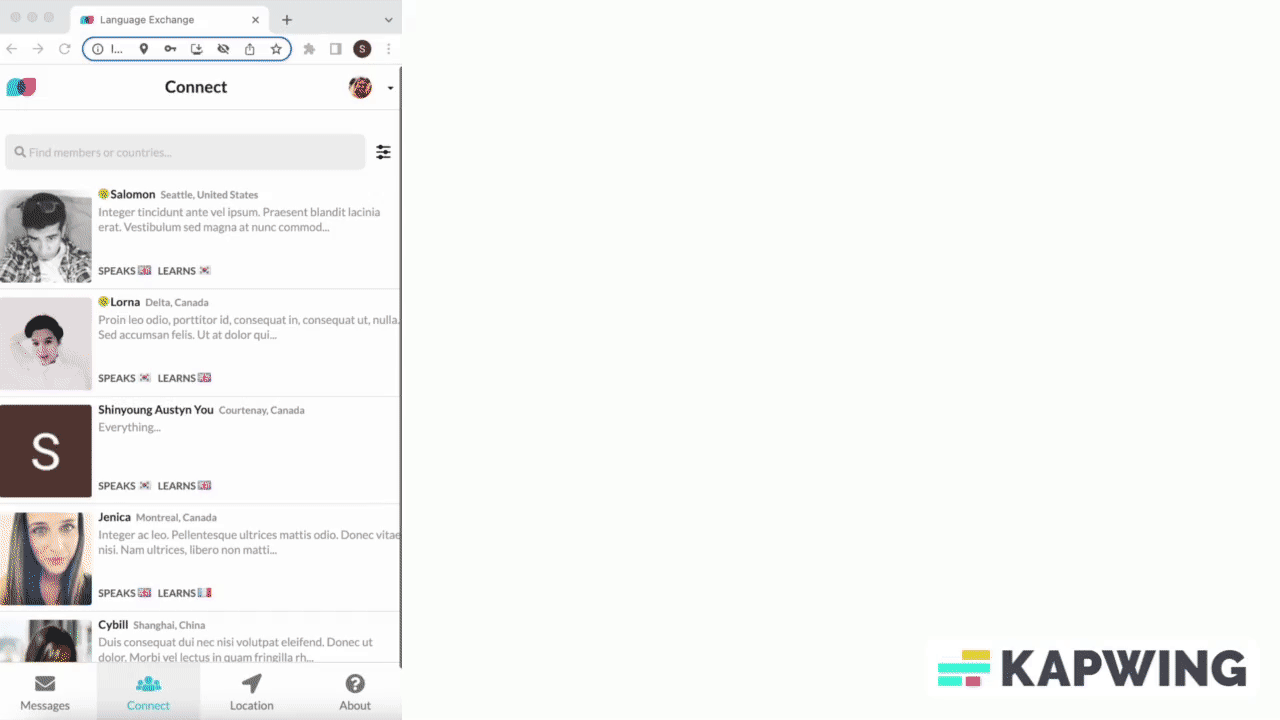 Language Exchange
l...
S
Connect
Find members or countries...
Salomon Seattle, United States
Integer tincidunt ante vel ipsum. Praesent blandit lacinia
erat. Vestibulum sed magna at nunc commod...
SPEAKS LEARNS
Lorna Delta, Canada
Proin leo odio, porttitor id, consequat in, consequat ut, nulla.
Sed accumsan felis. Ut at dolor qui...
SPEAKS LEARNS
S
Shinyoung Austyn You Courtenay, Canada
Everything...
SPEAKS LEARNS
Jenica Montreal, Canada
Integer ac leo. Pellentesque ultrices mattis odio. Donec vitae
nisi. Nam ultrices, libero non matti...
SPEAKS LEARNS
Cybill Shanghai, China
Duis consequat dui nec nisi volutpat eleifend. Donec ut
dolor. Morbi vel lectus in quam fringilla rh...
Messages Connect Location About
KAPWING